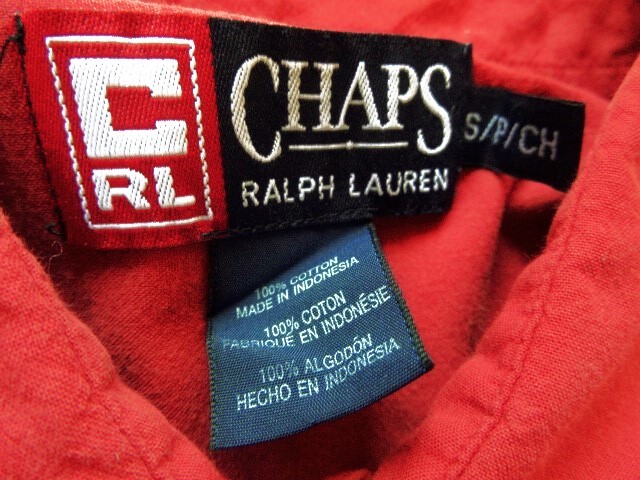 C
RL
CHAPS
RALPH LAUREN
S/P/CH
100% COTTON
MADE IN INDONESIA
100% COTON
FABRIQUE EN INDONÉSIE
100% ALGODÓN
HECHO EN INDONESIA